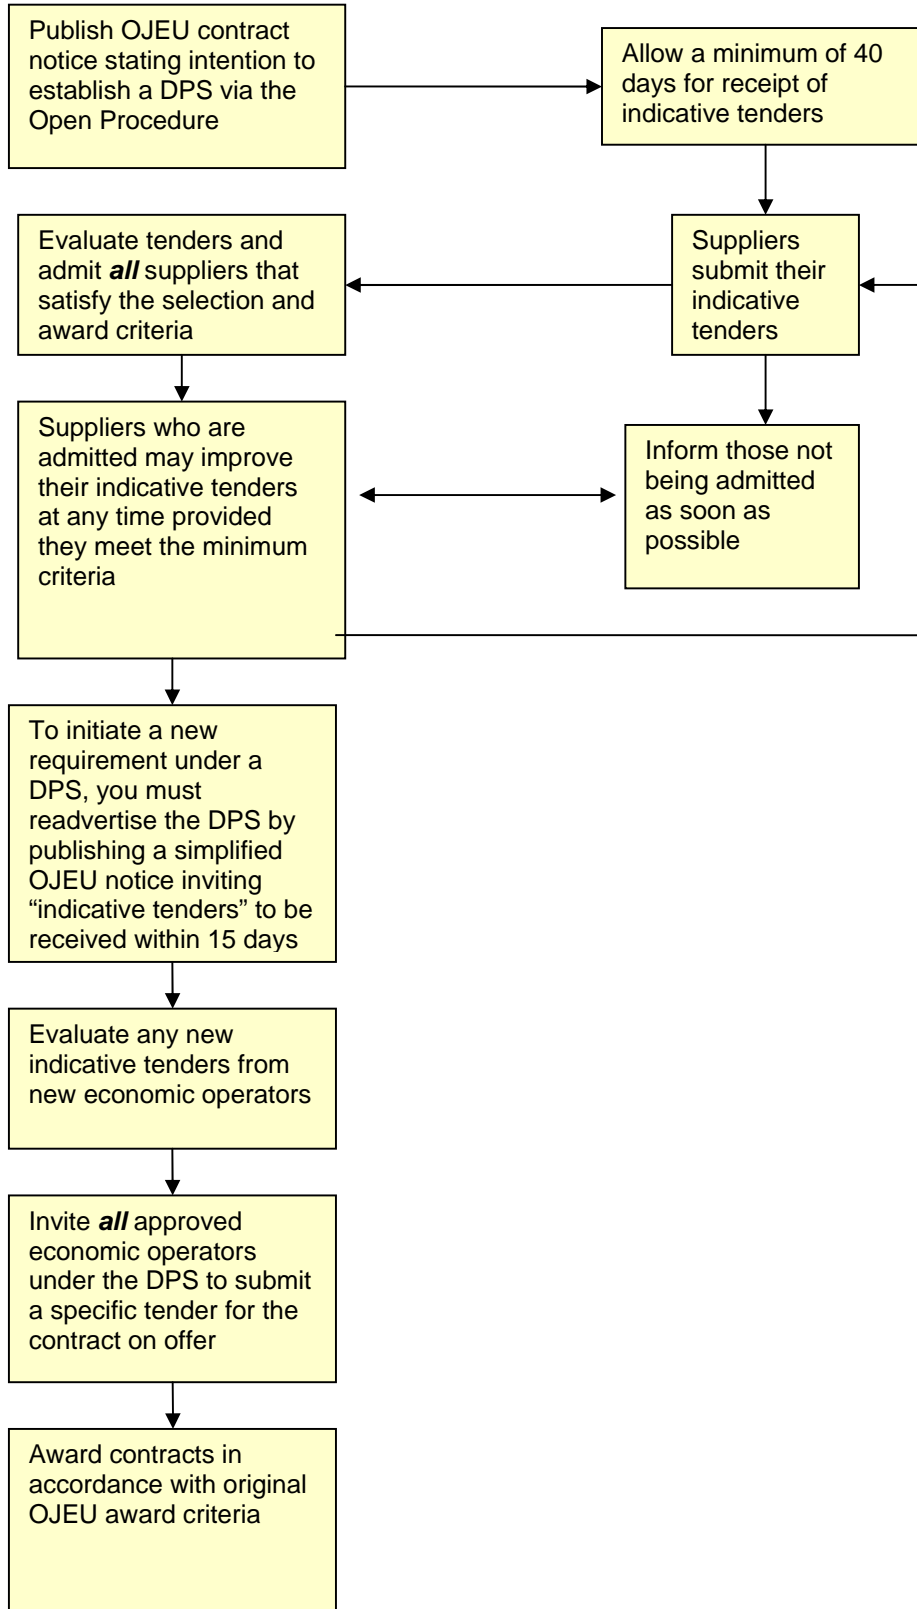 Publish OJEU contract
notice stating intention to
establish a DPS via the
Open Procedure
Allow a minimum of 40
days for receipt of
indicative tenders
Evaluate tenders and
admit all suppliers that
satisfy the selection and
award criteria
Suppliers
submit their
indicative
tenders
Suppliers who are
admitted may improve
their indicative tenders
at any time provided
they meet the minimum
criteria
Inform those not
being admitted
as soon as
possible
To initiate a new
requirement under a
DPS, you must
readvertise the DPS by
publishing a simplified
OJEU notice inviting
“indicative tenders” to be
received within 15 days
Evaluate any new
indicative tenders from
new economic operators
Invite all approved
economic operators
under the DPS to submit
a specific tender for the
contract on offer
Award contracts in
accordance with original
OJEU award criteria